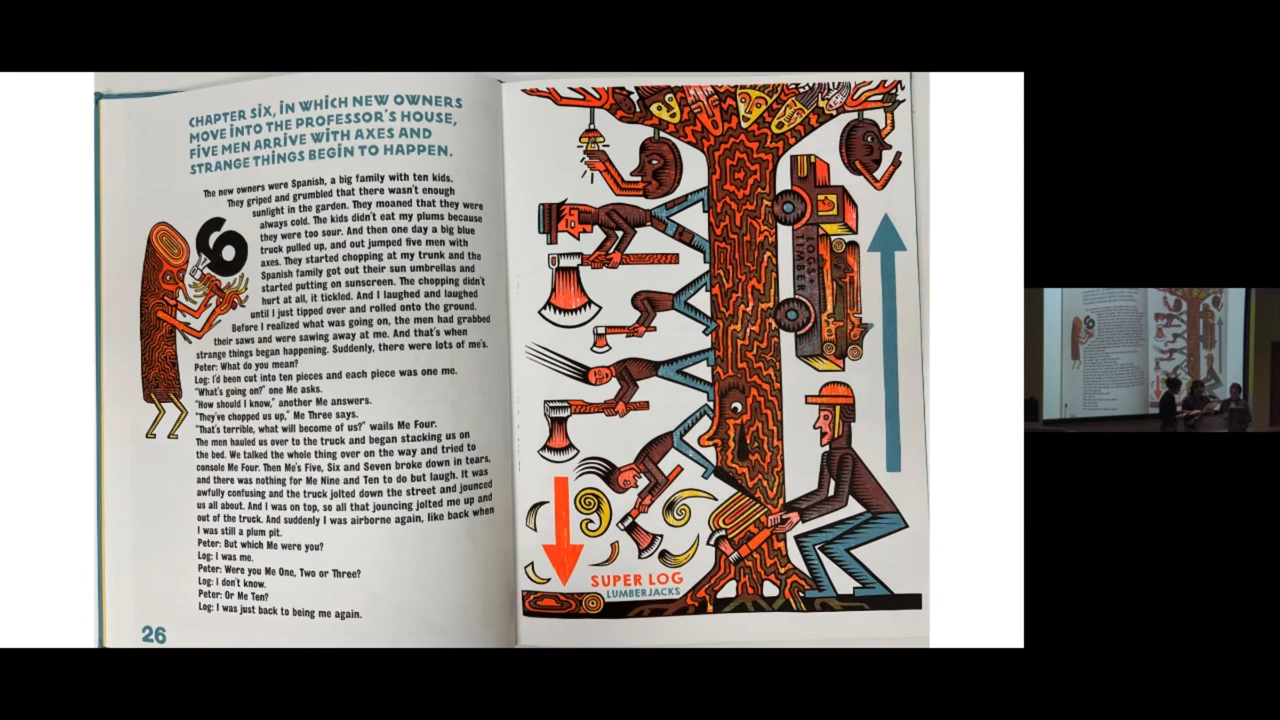 CHAPTER SİX, İN WHİCH NEW OWNERS
MOVE İNTO THE PROFESSOR'S HOUSE,
FİVE MEN ARRİVE WİTH AXES AND
STRANGE THİNGS BEGİN TO HAPPEN.
6
The new owners were Spanish, a big family with ten kids.
They griped and grumbled that there wasn't enough
sunlight in the garden. They moaned that they were
always cold. The kids didn't eat my plums because
they were too sour. And then one day a big blue
truck pulled up, and out jumped five men with
axes. They started chopping at my trunk and the
Spanish family got out their sun umbrellas and
started putting on sunscreen. The chopping didn't
hurt at all, it tickled. And I laughed and laughed
until I just tipped over and rolled onto the ground.
Before I realized what was going on, the men had grabbed
their saws and were sawing away at me. And that's when
strange things began happening. Suddenly, there were lots of me's.
Peter: What do you mean?
Log: I'd been cut into ten pieces and each piece was one me.
"What's going on?" one Me asks.
"How should I know," another Me answers.
"They've chopped us up," Me Three says.
"That's terrible, what will become of us?" wails Me Four.
The men hauled us over to the truck and began stacking us on
the bed. We talked the whole thing over on the way and tried to
console Me Four. Then Me's Five, Six and Seven broke down in tears,
and there was nothing for Me Nine and Ten to do but laugh. It was
awfully confusing and the truck jolted down the street and jounced
us all about. And I was on top, so all that jouncing jolted me up and
out of the truck. And suddenly I was airborne again, like back when
I was still a plum pit.
Peter: But which Me were you?
Log: I was me.
Peter: Were you Me One, Two or Three?
Log: I don't know.
Peter: Or Me Ten?
Log: I was just back to being me again.
26
LOGS+
TIMBER
SUPER LOG
LUMBERJACKS